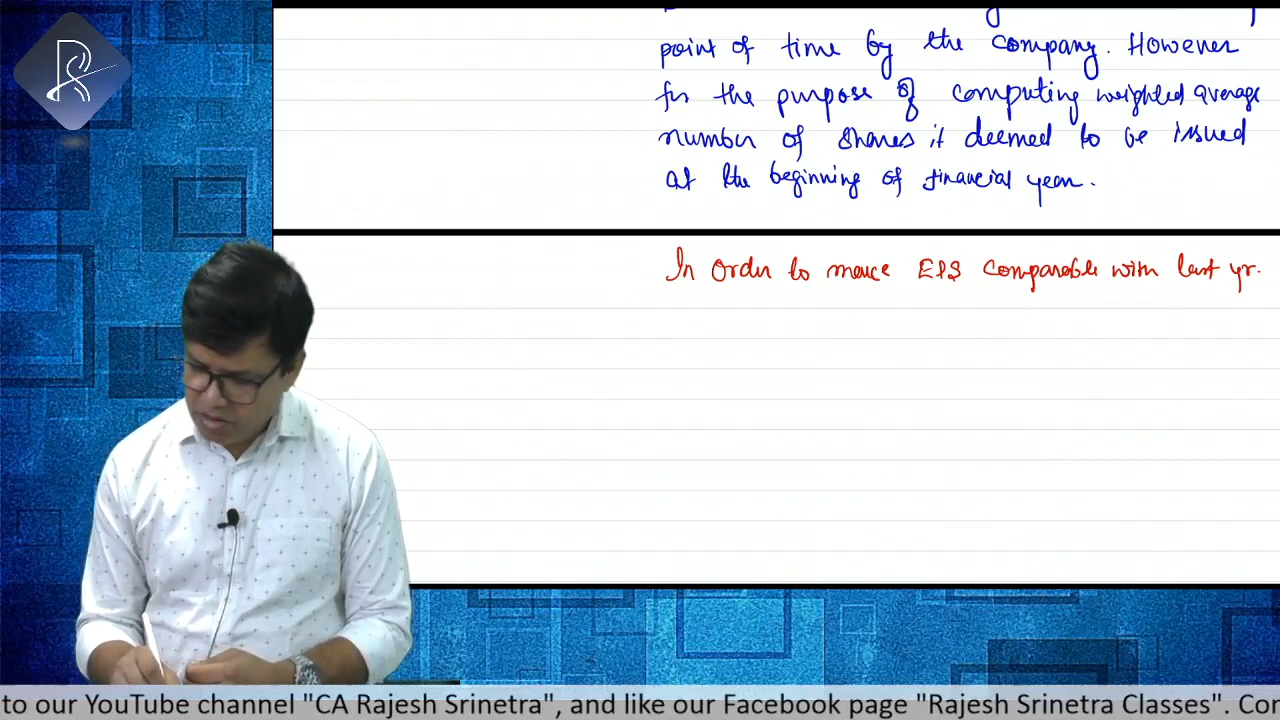 point of time by the company. However
for the purpose of computing weighted average
number of shares it deemed to be issued
at the beginning of financial year.
In order to make EPS comparable with last yr.
to our YouTube channel "CA Rajesh Srinetra", and like our Facebook page "Rajesh Srinetra Classes". Con